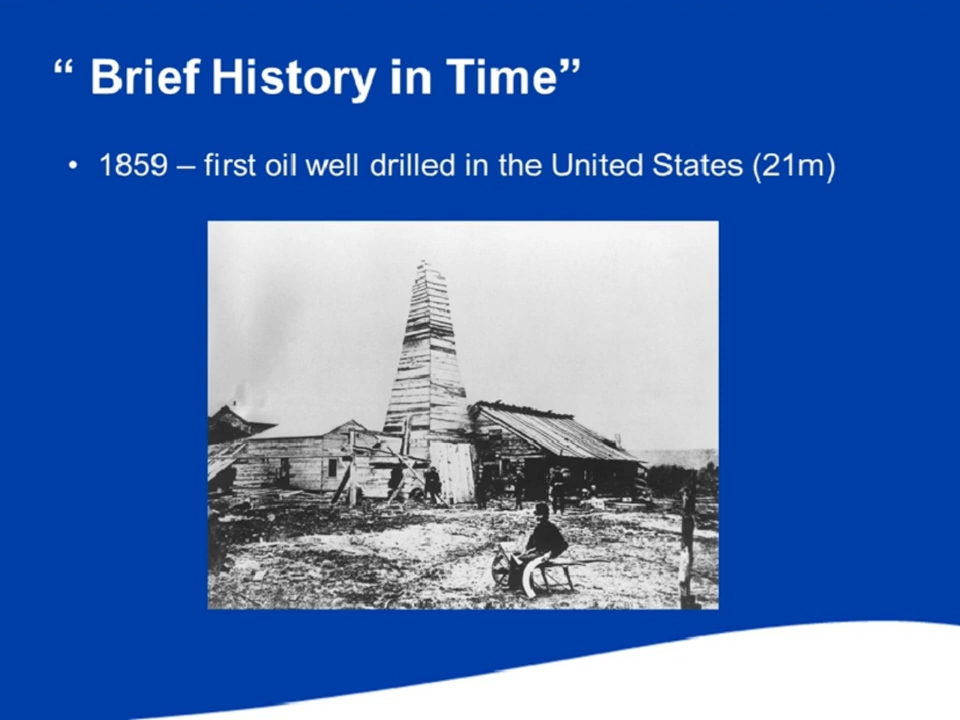 “ Brief History in Time”
• 1859 – first oil well drilled in the United States (21m)